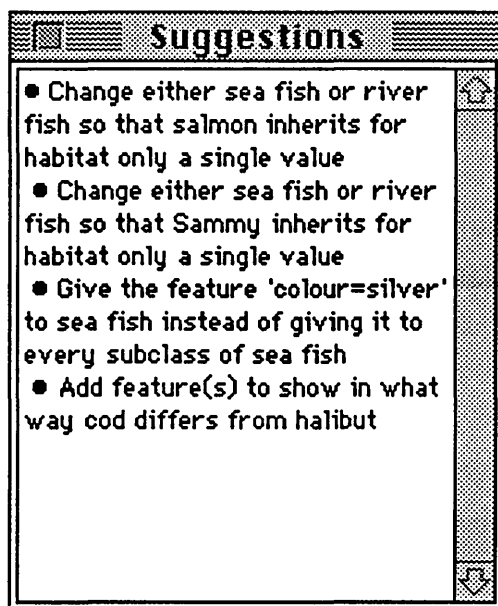 Suggestions
● Change either sea fish or river
fish so that salmon inherits for
habitat only a single value
● Change either sea fish or river
fish so that Sammy inherits for
habitat only a single value
● Give the feature 'colour=silver'
to sea fish instead of giving it to
every subclass of sea fish
● Add feature(s) to show in what
way cod differs from halibut